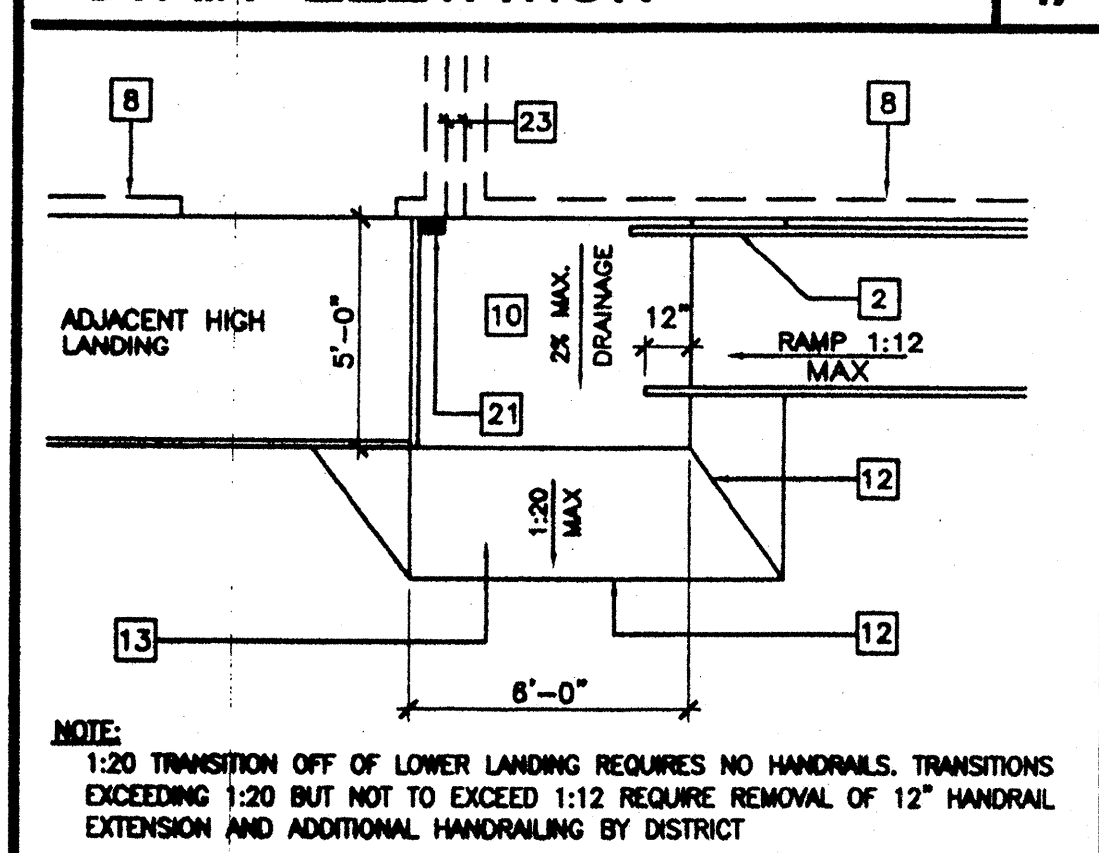 8
8
23
ADJACENT HIGH
LANDING
5'-0"
10
2% MAX.
DRAINAGE
12"
2
RAMP 1:12
MAX
21
12
1:20
MAX
13
12
6'-0"
NOTE:
1:20 TRANSITION OFF OF LOWER LANDING REQUIRES NO HANDRAILS. TRANSITIONS
EXCEEDING 1:20 BUT NOT TO EXCEED 1:12 REQUIRE REMOVAL OF 12" HANDRAIL
EXTENSION AND ADDITIONAL HANDRAILING BY DISTRICT